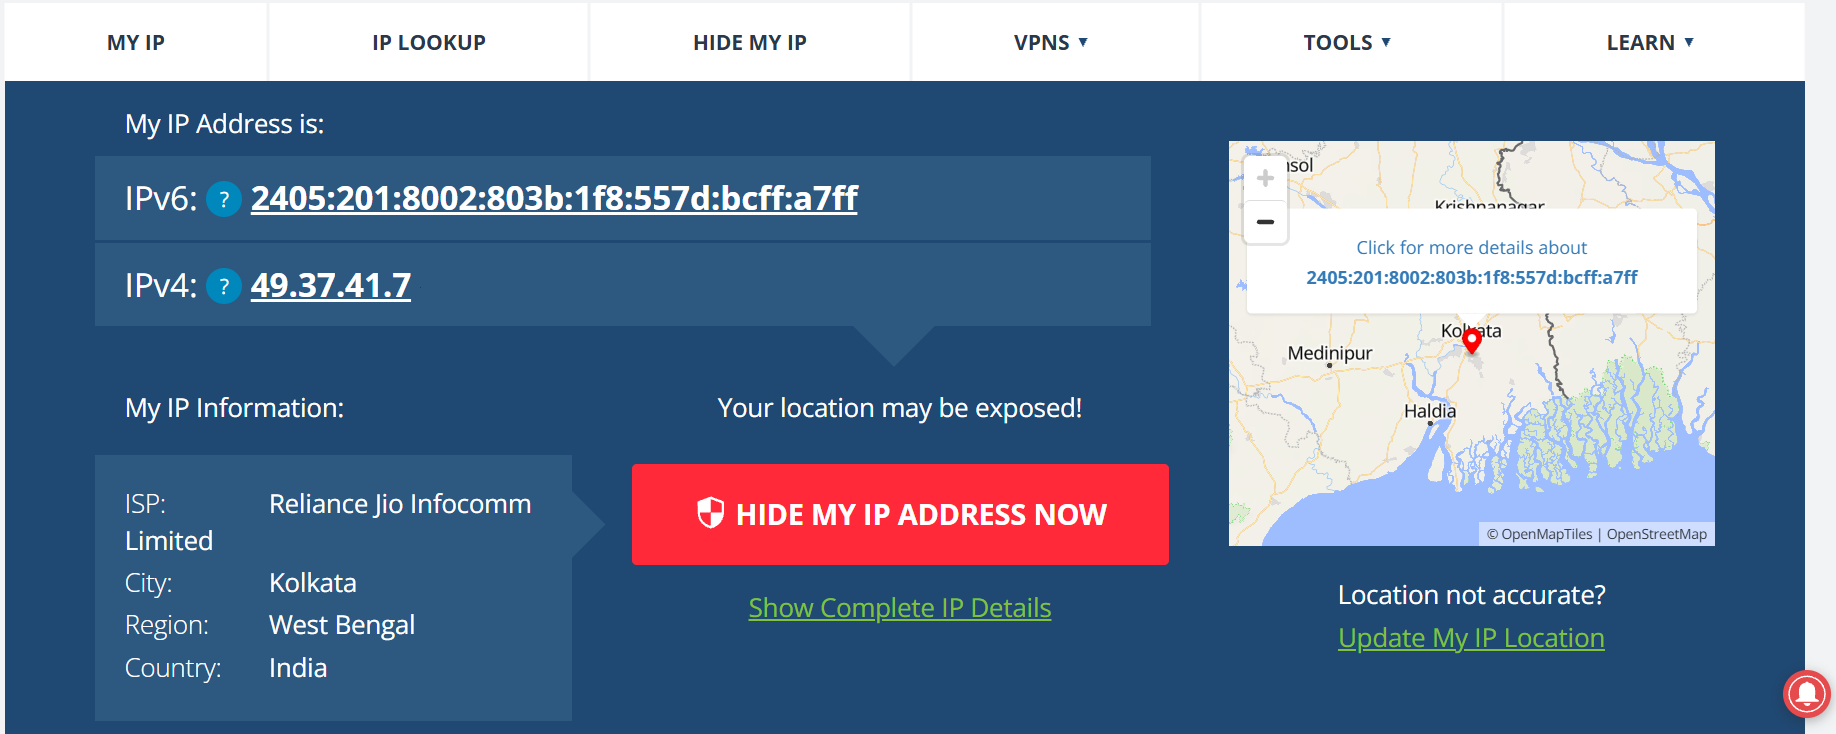 MY IP
IP LOOKUP
HIDE MY IP
VPNS
TOOLS
LEARN
My IP Address is:
IPv6: ? 2405:201:8002:803b:1f8:557d:bcff:a7ff
IPv4: ? 49.37.41.7
My IP Information:
ISP: Reliance Jio Infocomm
Limited
City: Kolkata
Region: West Bengal
Country: India
Your location may be exposed!
HIDE MY IP ADDRESS NOW
Show Complete IP Details
+
−
nsol
Krishnanagar
Click for more details about
2405:201:8002:803b:1f8:557d:bcff:a7ff
Kolkata
Medinipur
Haldia
© OpenMapTiles | OpenStreetMap
Location not accurate?
Update My IP Location